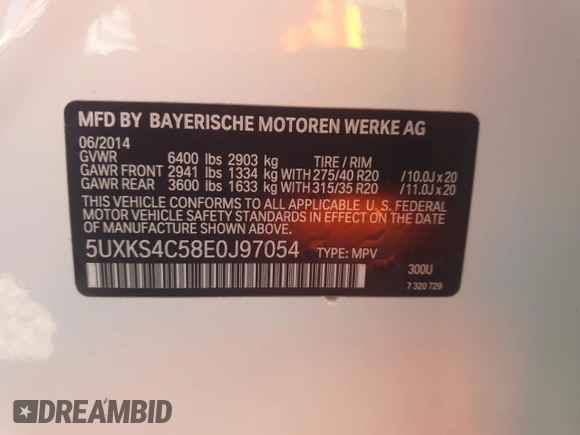 MFD BY BAYERISCHE MOTOREN WERKE AG
06/2014
GVWR 6400 lbs 2903 kg TIRE / RIM
GAWR FRONT 2941 lbs 1334 kg WITH 275/40 R20 /10.0J x 20
GAWR REAR 3600 lbs 1633 kg WITH 315/35 R20 /11.0J x 20
THIS VEHICLE CONFORMS TO ALL APPLICABLE U. S. FEDERAL
MOTOR VEHICLE SAFETY STANDARDS IN EFFECT ON THE DATE
OF MANUFACTURE SHOWN ABOVE.
5UXKS4C58E0J97054 TYPE: MPV
300U
7 320 729
DREAMBID